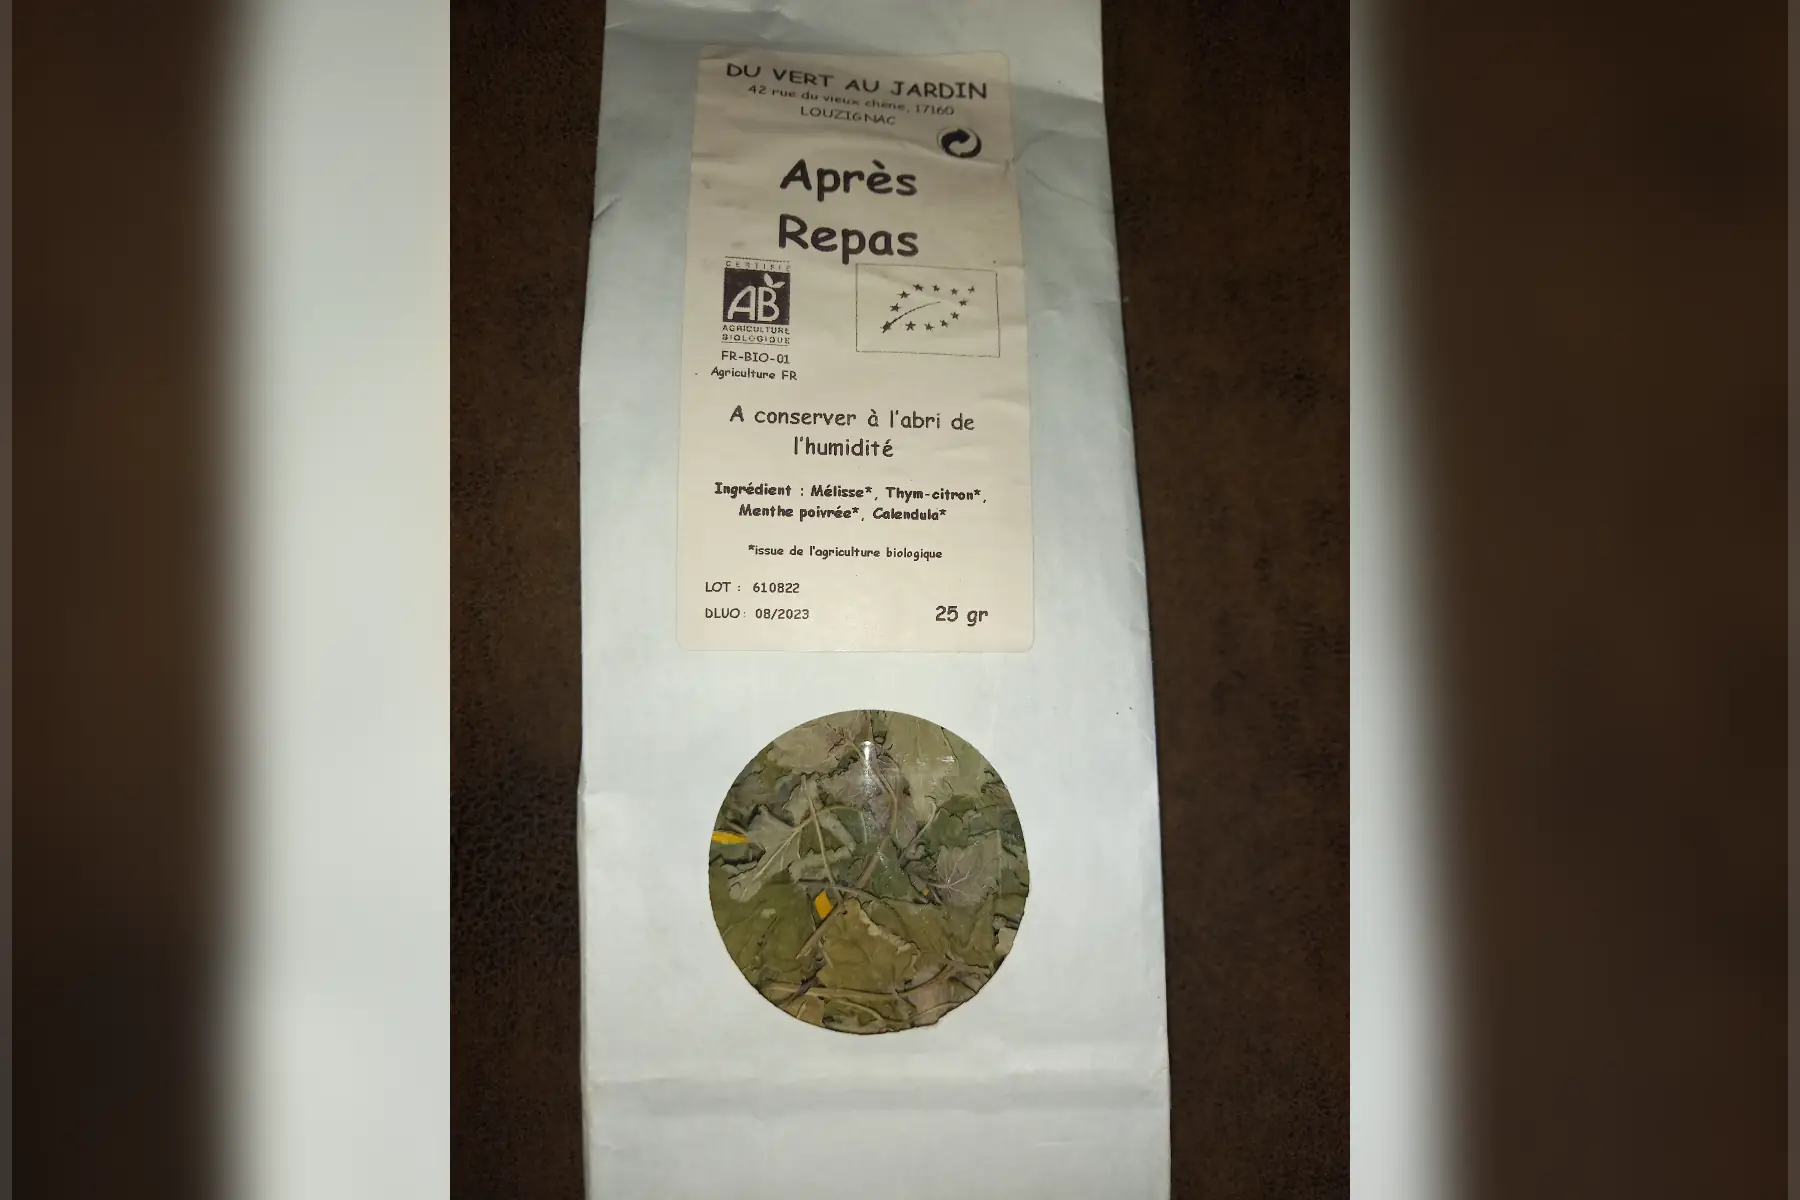 DU VERT AU JARDIN
42 rue du vieux chêne, 17160
LOUZIGNAC
Après
Repas
CERTIFIÉ
AB
AGRICULTURE
BIOLOGIQUE
FR-BIO-01
Agriculture FR
A conserver à l'abri de
l'humidité
Ingrédient : Mélisse*, Thym-citron*,
Menthe poivrée*, Calendula*
*issue de l'agriculture biologique
LOT : 610822
DLUO : 08/2023
25 gr